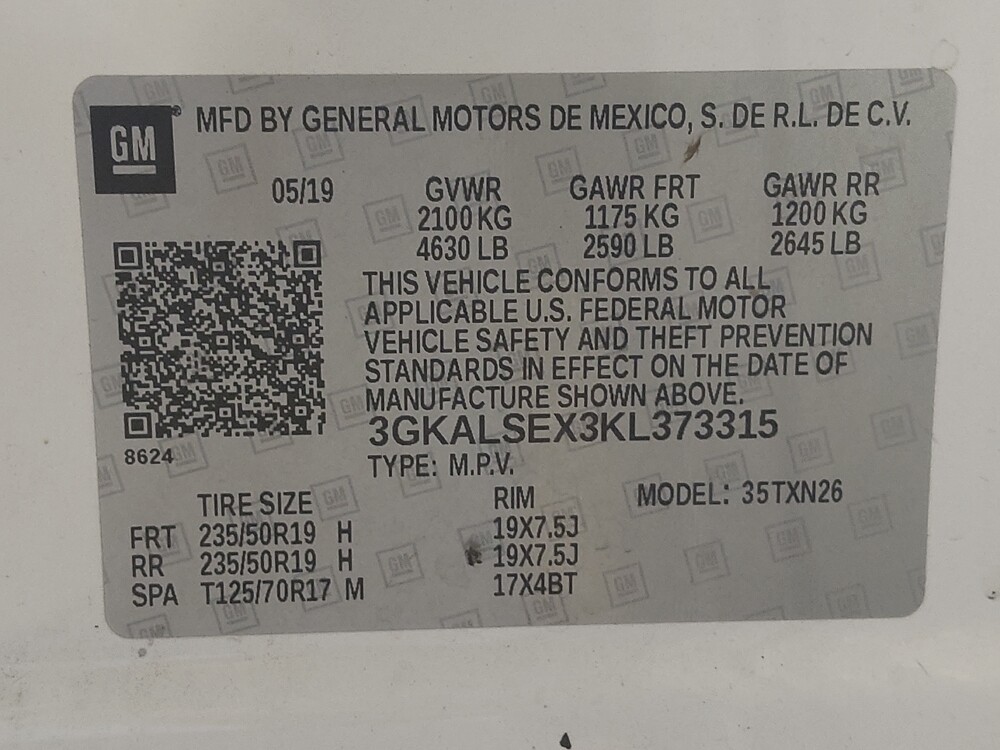 GM® MFD BY GENERAL MOTORS DE MEXICO, S. DE R.L. DE C.V.
05/19 GVWR GAWR FRT GAWR RR
2100 KG 1175 KG 1200 KG
4630 LB 2590 LB 2645 LB
THIS VEHICLE CONFORMS TO ALL
APPLICABLE U.S. FEDERAL MOTOR
VEHICLE SAFETY AND THEFT PREVENTION
STANDARDS IN EFFECT ON THE DATE OF
MANUFACTURE SHOWN ABOVE.
3GKALSEX3KL373315
8624
TYPE: M.P.V.
TIRE SIZE RIM MODEL: 35TXN26
FRT 235/50R19 H 19X7.5J
RR 235/50R19 H 19X7.5J
SPA T125/70R17 M 17X4BT